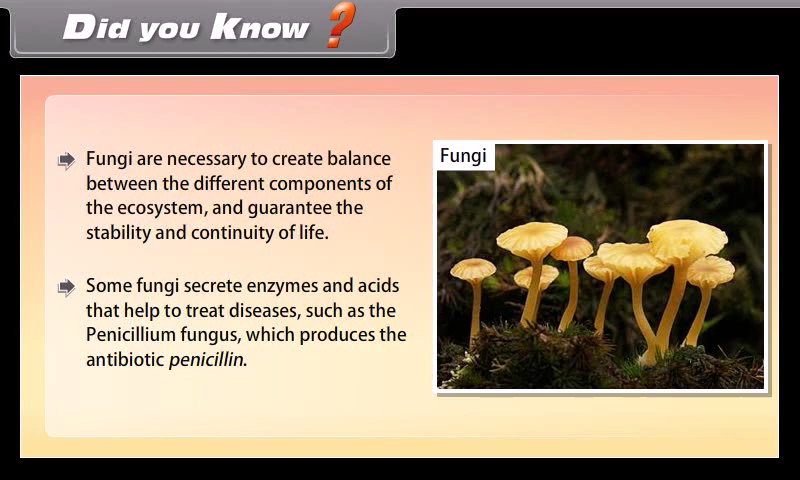 Did you Know ?
Fungi are necessary to create balance
between the different components of
the ecosystem, and guarantee the
stability and continuity of life.
Some fungi secrete enzymes and acids
that help to treat diseases, such as the
Penicillium fungus, which produces the
antibiotic penicillin.
Fungi